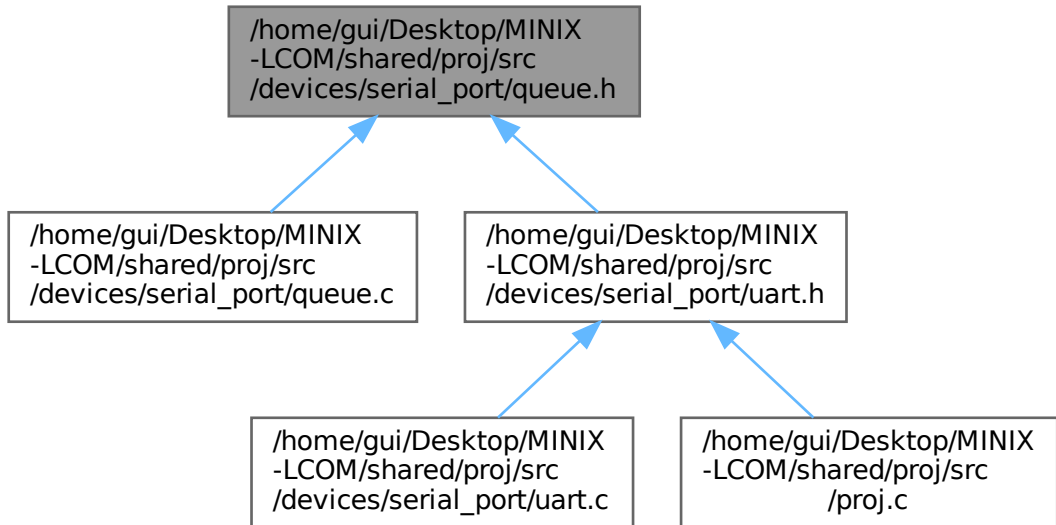 /home/gui/Desktop/MINIX
-LCOM/shared/proj/src
/devices/serial_port/queue.h
/home/gui/Desktop/MINIX
-LCOM/shared/proj/src
/devices/serial_port/queue.c
/home/gui/Desktop/MINIX
-LCOM/shared/proj/src
/devices/serial_port/uart.h
/home/gui/Desktop/MINIX
-LCOM/shared/proj/src
/devices/serial_port/uart.c
/home/gui/Desktop/MINIX
-LCOM/shared/proj/src
/proj.c